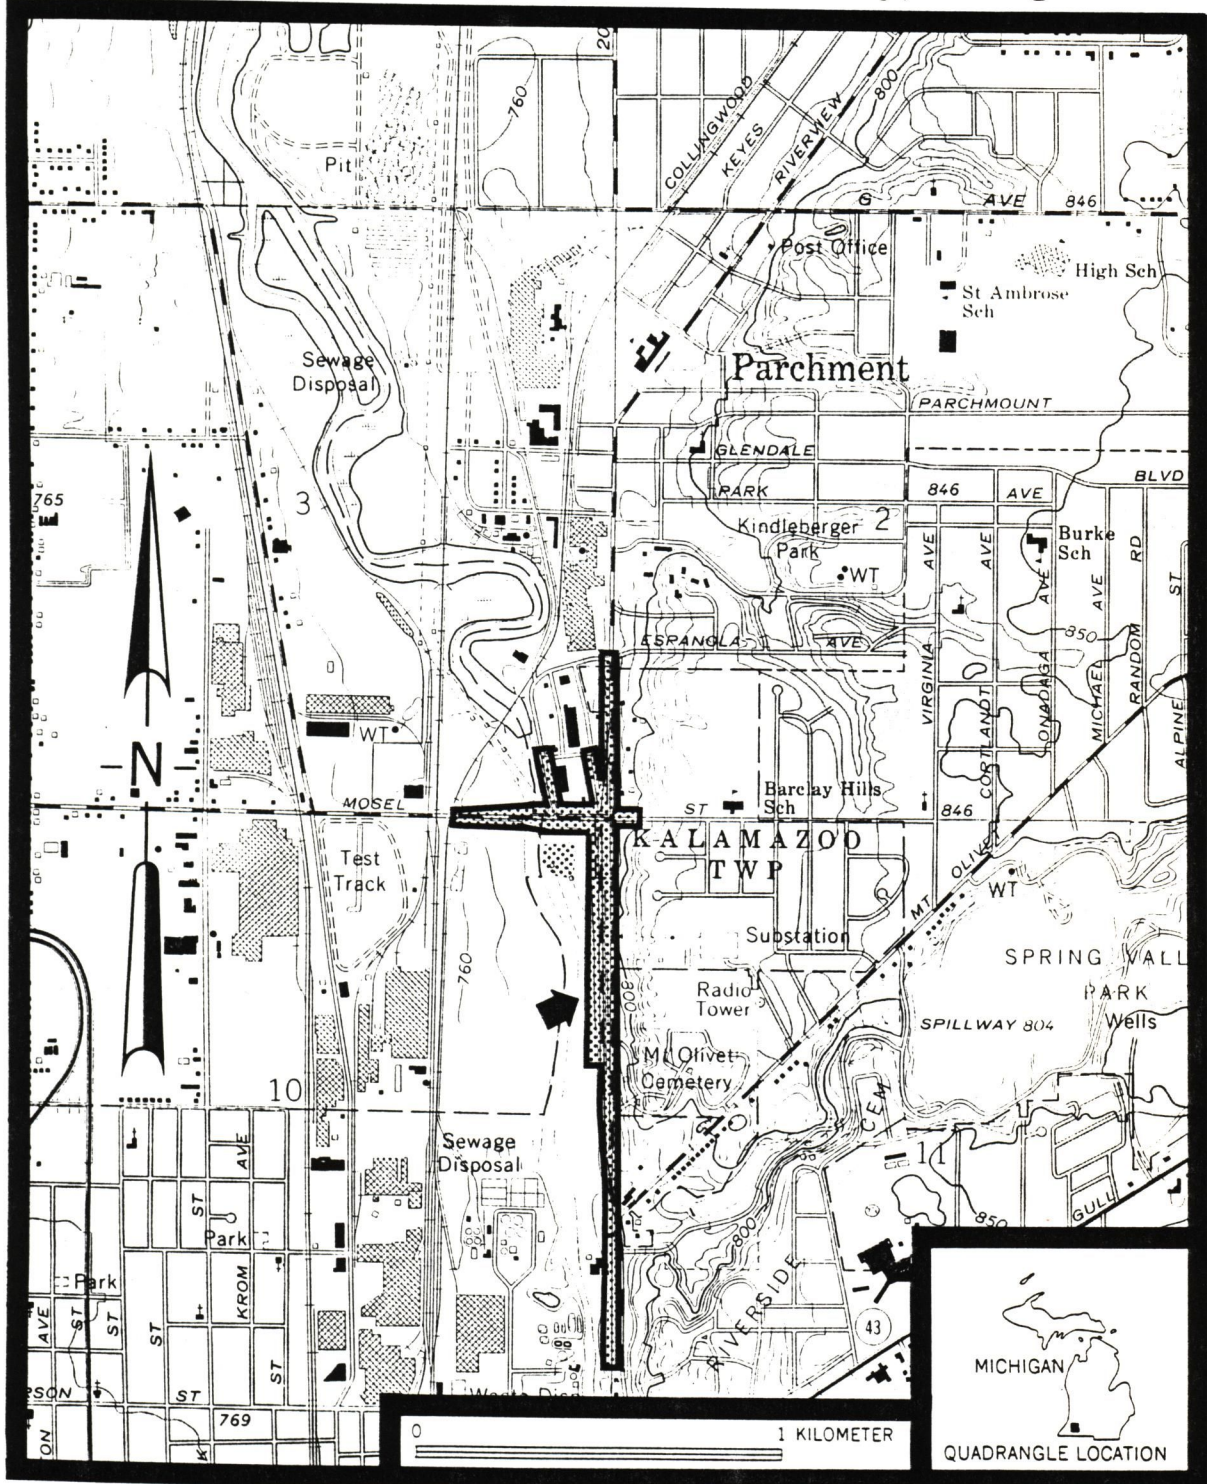 20
760
COLLINGWOOD
KEYES
RIVERVIEW
800
Pit
G AVE 846
Post Office
High Sch
St Ambrose
Sch
Sewage
Disposal
Parchment
PARCHMOUNT
GLENDALE
BLVD
765
3
PARK
846 AVE
Kindleberger
Park
2
Burke
Sch
WT
AVE
AVE
ONADAGA AVE
MICHAEL AVE
RANDOM RD
ALPINE ST
850
ESPANOLA AVE
VIRGINIA
CORTLANDT
WT
N
MOSEL
ST
Barclay Hills
Sch
846
KALAMAZOO
TWP
MT OLIVET
WT
Test
Track
Substation
SPRING VALL
PARK
760
800
Radio
Tower
SPILLWAY 804
Wells
Mt Olivet
Cemetery
CEM
10
Sewage
Disposal
11
AVE
ST
850
GULL
Park
800
Park
RIVERSIDE
KROM
AVE
ST
ST
ST
ST
43
RSON
ST
769
ON
K
0
1 KILOMETER
MICHIGAN
QUADRANGLE LOCATION